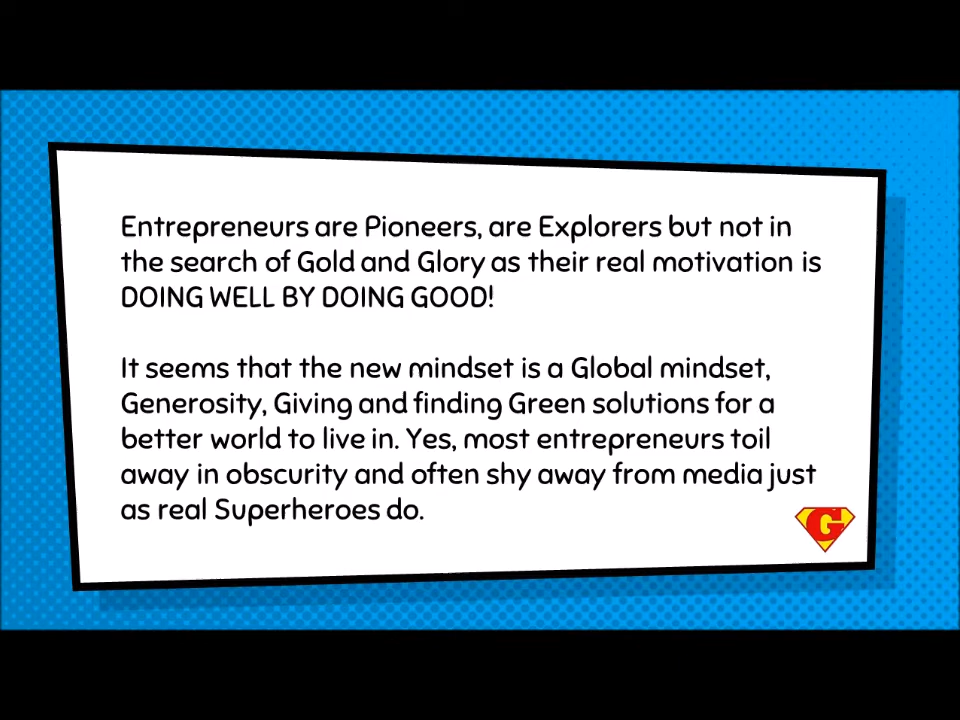 Entrepreneurs are Pioneers, are Explorers but not in
the search of Gold and Glory as their real motivation is
DOING WELL BY DOING GOOD!
It seems that the new mindset is a Global mindset,
Generosity, Giving and finding Green solutions for a
better world to live in. Yes, most entrepreneurs toil
away in obscurity and often shy away from media just
as real Superheroes do.
G